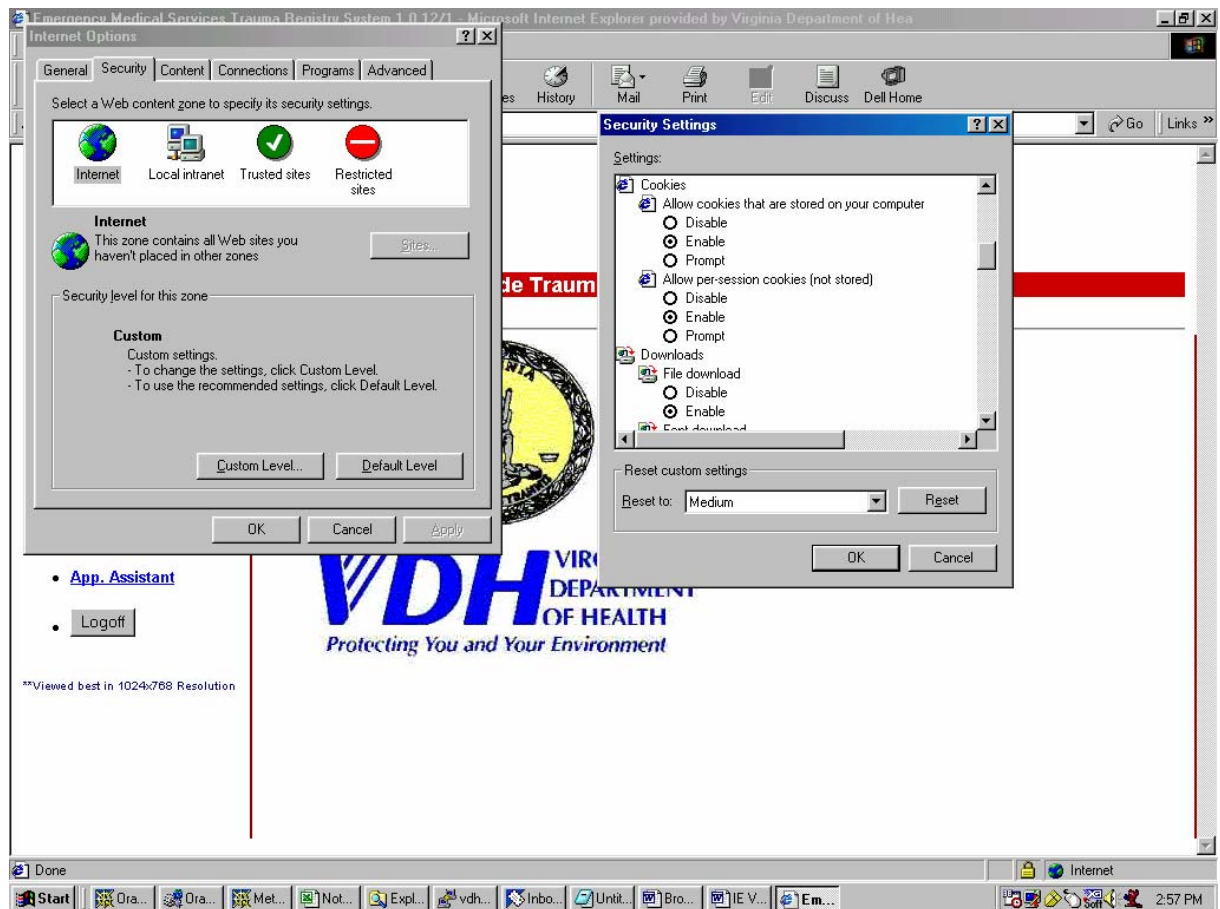 Emergency Medical Services Trauma Registry System 1.0.12/1 - Microsoft Internet Explorer provided by Virginia Department of Hea
Internet Options
General Security Content Connections Programs Advanced
Select a Web content zone to specify its security settings.
Internet
Local intranet
Trusted sites
Restricted
sites
Internet
This zone contains all Web sites you
haven't placed in other zones
Sites...
Security level for this zone
Custom
Custom settings.
- To change the settings, click Custom Level.
- To use the recommended settings, click Default Level.
Custom Level...
Default Level
OK
Cancel
Apply
es
History
Mail
Print
Edit
Discuss
Dell Home
Go
Links
Security Settings
Settings:
Cookies
Allow cookies that are stored on your computer
Disable
Enable
Prompt
Allow per-session cookies (not stored)
Disable
Enable
Prompt
Downloads
File download
Disable
Enable
Font download
Reset custom settings
Reset to:
Medium
Reset
OK
Cancel
de Traum
App. Assistant
Logoff
**Viewed best in 1024x768 Resolution
VDH
VIR
DEPARTMENT
OF HEALTH
Protecting You and Your Environment
Done
Internet
Start
Ora...
Ora...
Met...
Not...
Expl...
vdh...
Inbo...
Untit...
Bro...
IE V...
Em...
2:57 PM